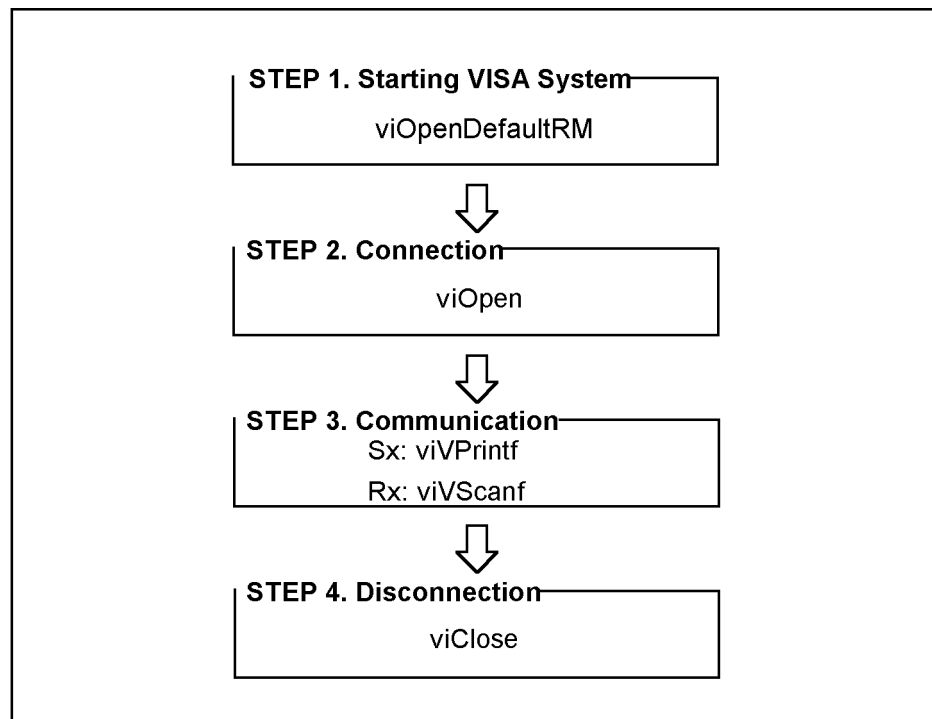 STEP 1. Starting VISA System
viOpenDefaultRM
STEP 2. Connection
viOpen
STEP 3. Communication
Sx: viVPrintf
Rx: viVScanf
STEP 4. Disconnection
viClose